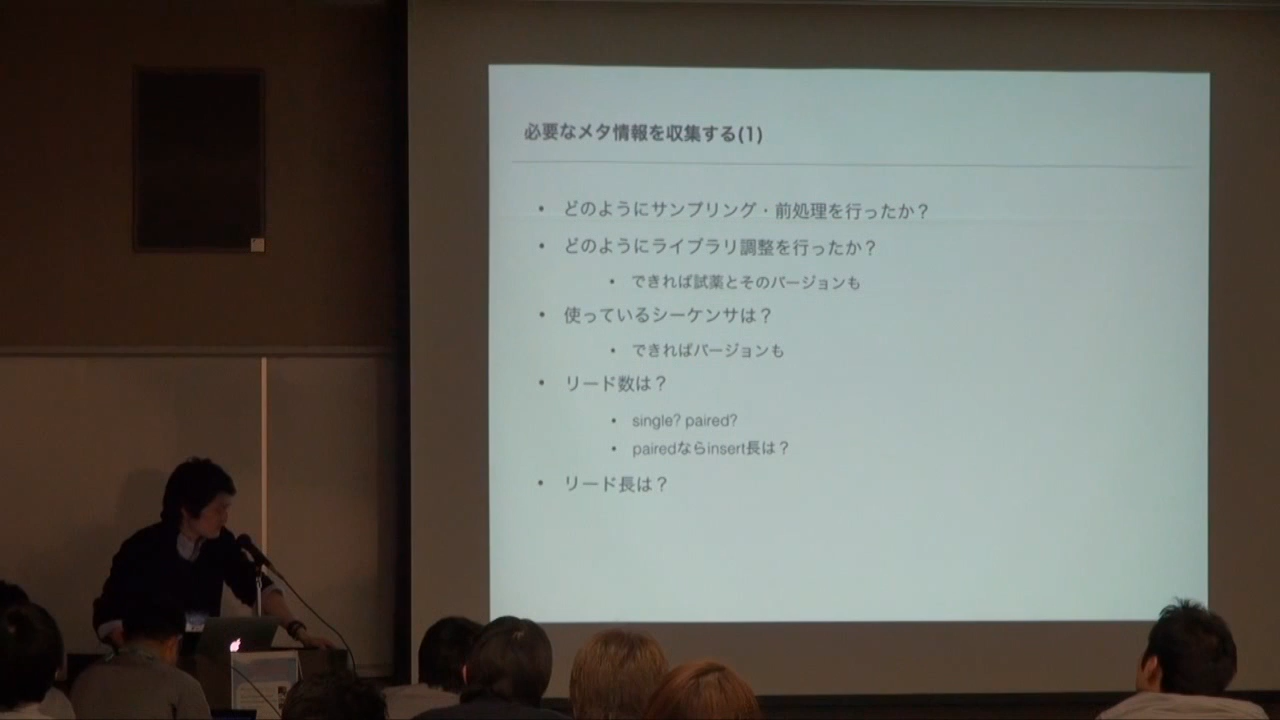 必要なメタ情報を収集する(1)
• どのようにサンプリング・前処理を行ったか？
• どのようにライブラリ調整を行ったか？
• できれば試薬とそのバージョンも
• 使っているシーケンサは？
• できればバージョンも
• リード数は？
• single? paired?
• pairedならinsert長は？
• リード長は？